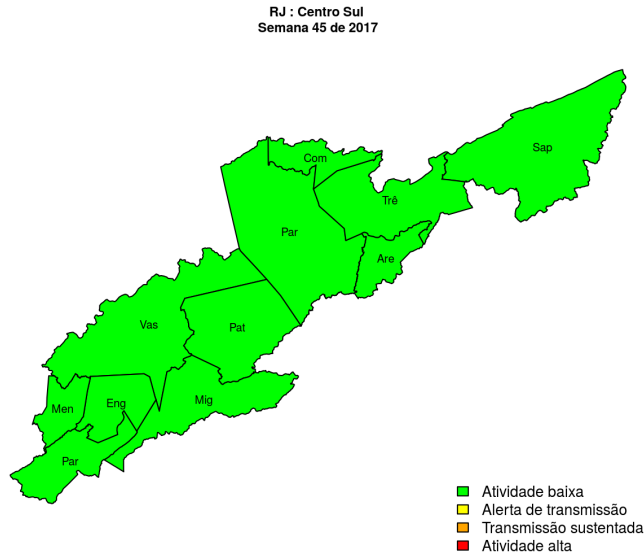 RJ : Centro Sul
Semana 45 de 2017
Sap
Com
Trê
Par
Are
Vas
Pat
Mig
Eng
Men
Par
Atividade baixa
Alerta de transmissão
Transmissão sustentada
Atividade alta